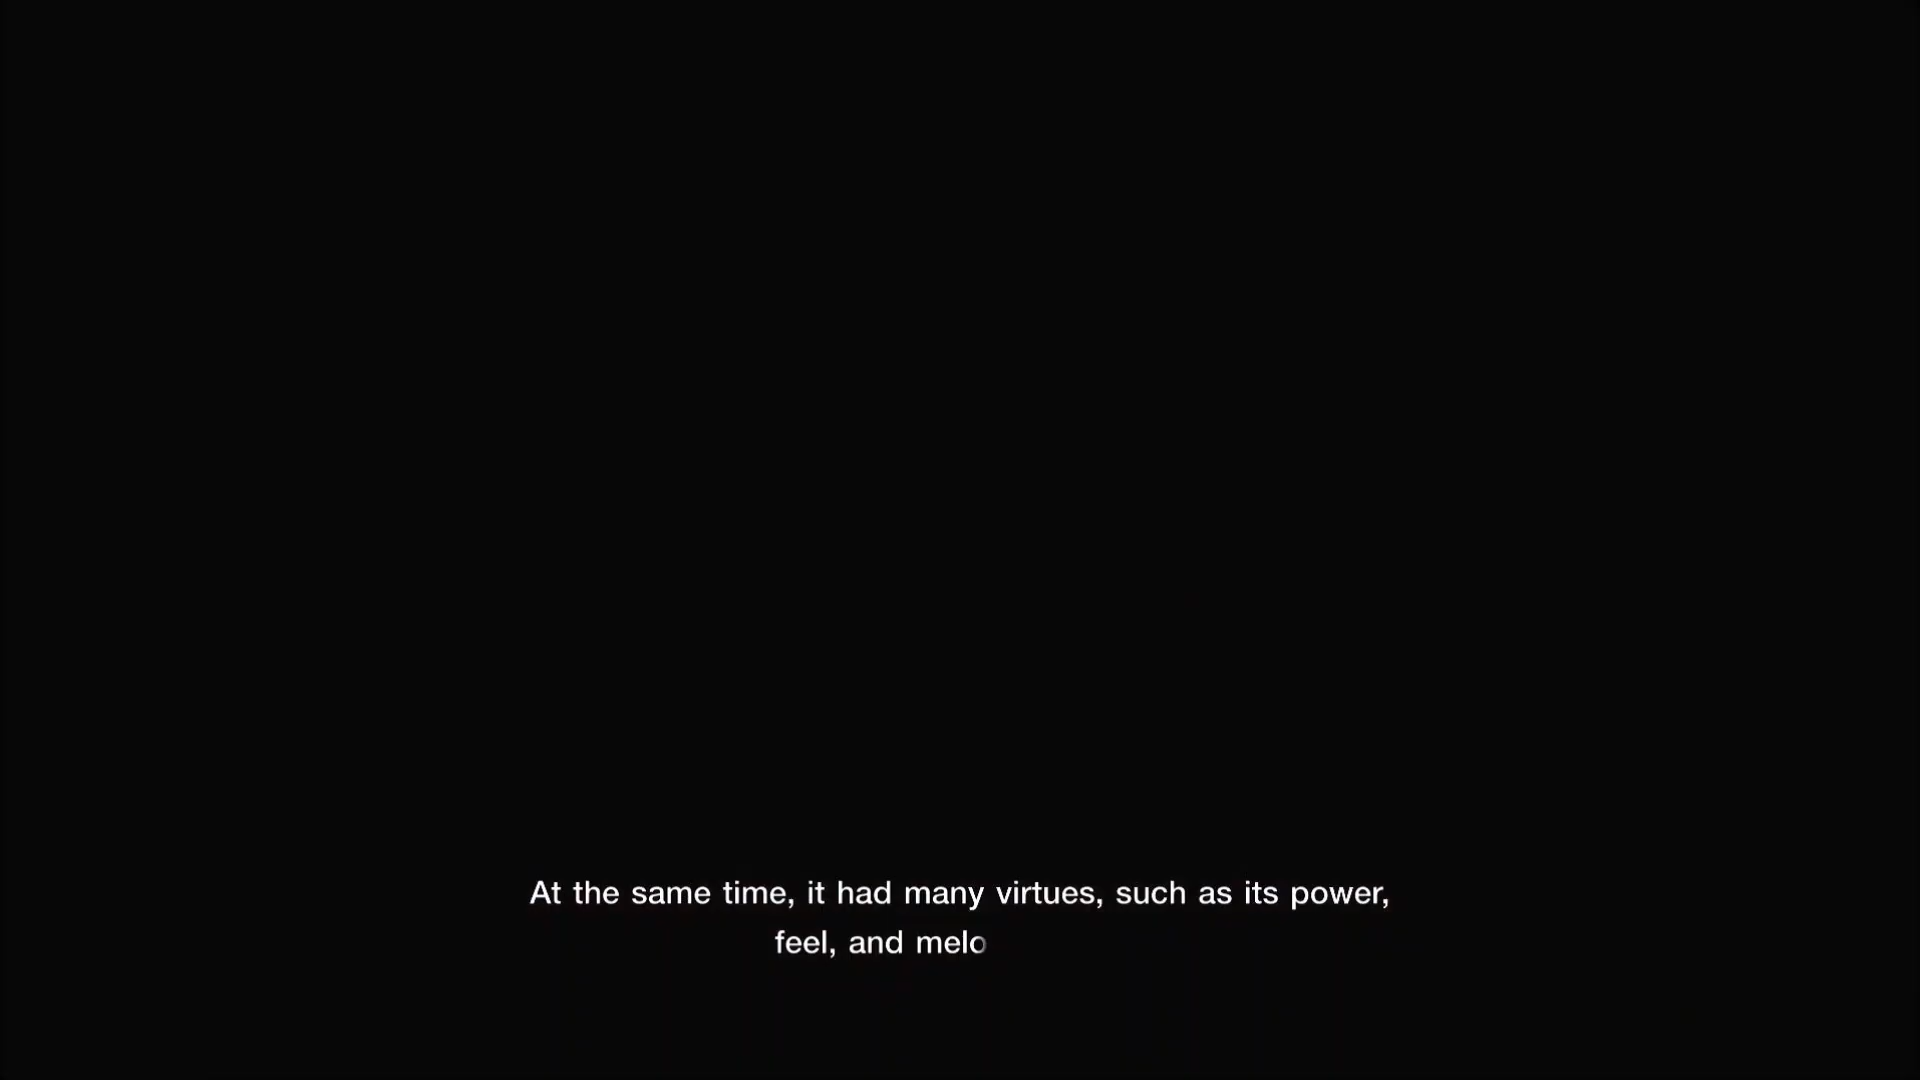 At the same time, it had many virtues, such as its power,
feel, and melo